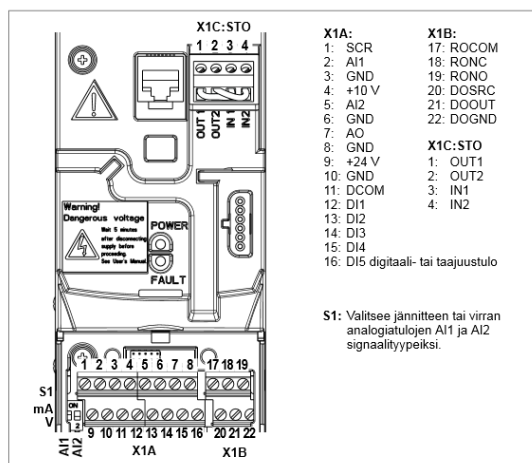 X1C:STO
1 2 3 4
OUT 1
OUT2
IN 1
IN 2
Warning!
Dangerous voltage
Wait 5 minutes
after disconnecting
supply before
proceeding.
See User's Manual.
POWER
FAULT
1 2 3 4 5 6 7 8 17 18 19
S1
ON
mA
V
2
9 10 11 12 13 14 15 16 20 21 22
AI1
AI2
X1A
X1B
X1A:
1: SCR
2: AI1
3: GND
4: +10 V
5: AI2
6: GND
7: AO
8: GND
9: +24 V
10: GND
11: DCOM
12: DI1
13: DI2
14: DI3
15: DI4
16: DI5 digitaali- tai taajuustulo
X1B:
17: ROCOM
18: RONC
19: RONO
20: DOSRC
21: DOOUT
22: DOGND
X1C:STO
1: OUT1
2: OUT2
3: IN1
4: IN2
S1: Valitsee jännitteen tai virran
analogiatulojen AI1 ja AI2
signaalityypeiksi.